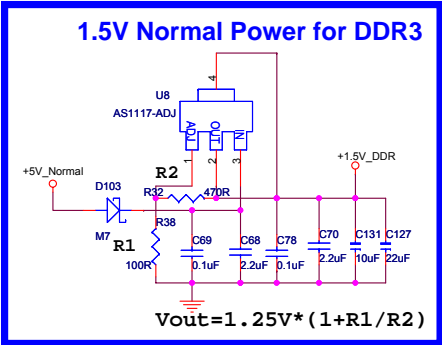 1.5V Normal Power for DDR3
4
U8
AS1117-ADJ
ADJ
OUT
IN
1
2
3
+5V_Normal
+1.5V_DDR
R2
D103
R32
470R
M7
R1
R38
100R
C69
0.1uF
C68
2.2uF
C78
0.1uF
C70
2.2uF
C131
10uF
C127
22uF
Vout=1.25V*(1+R1/R2)